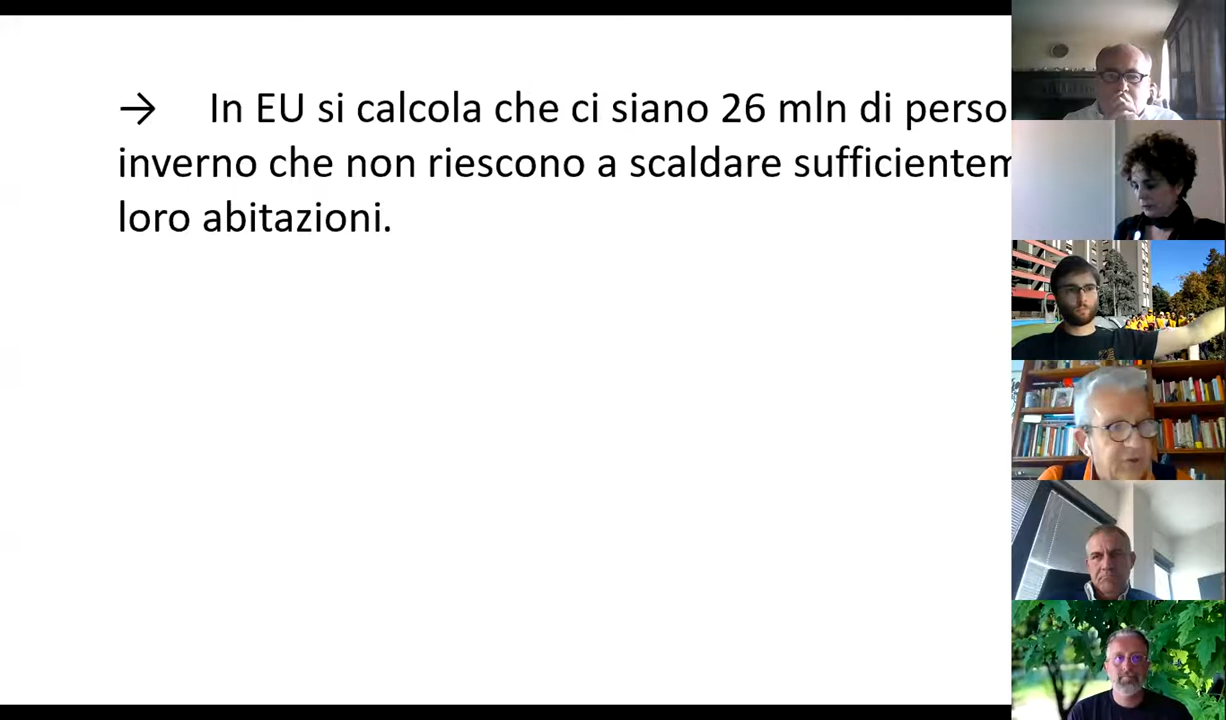 → In EU si calcola che ci siano 26 mln di perso
inverno che non riescono a scaldare sufficientem
loro abitazioni.